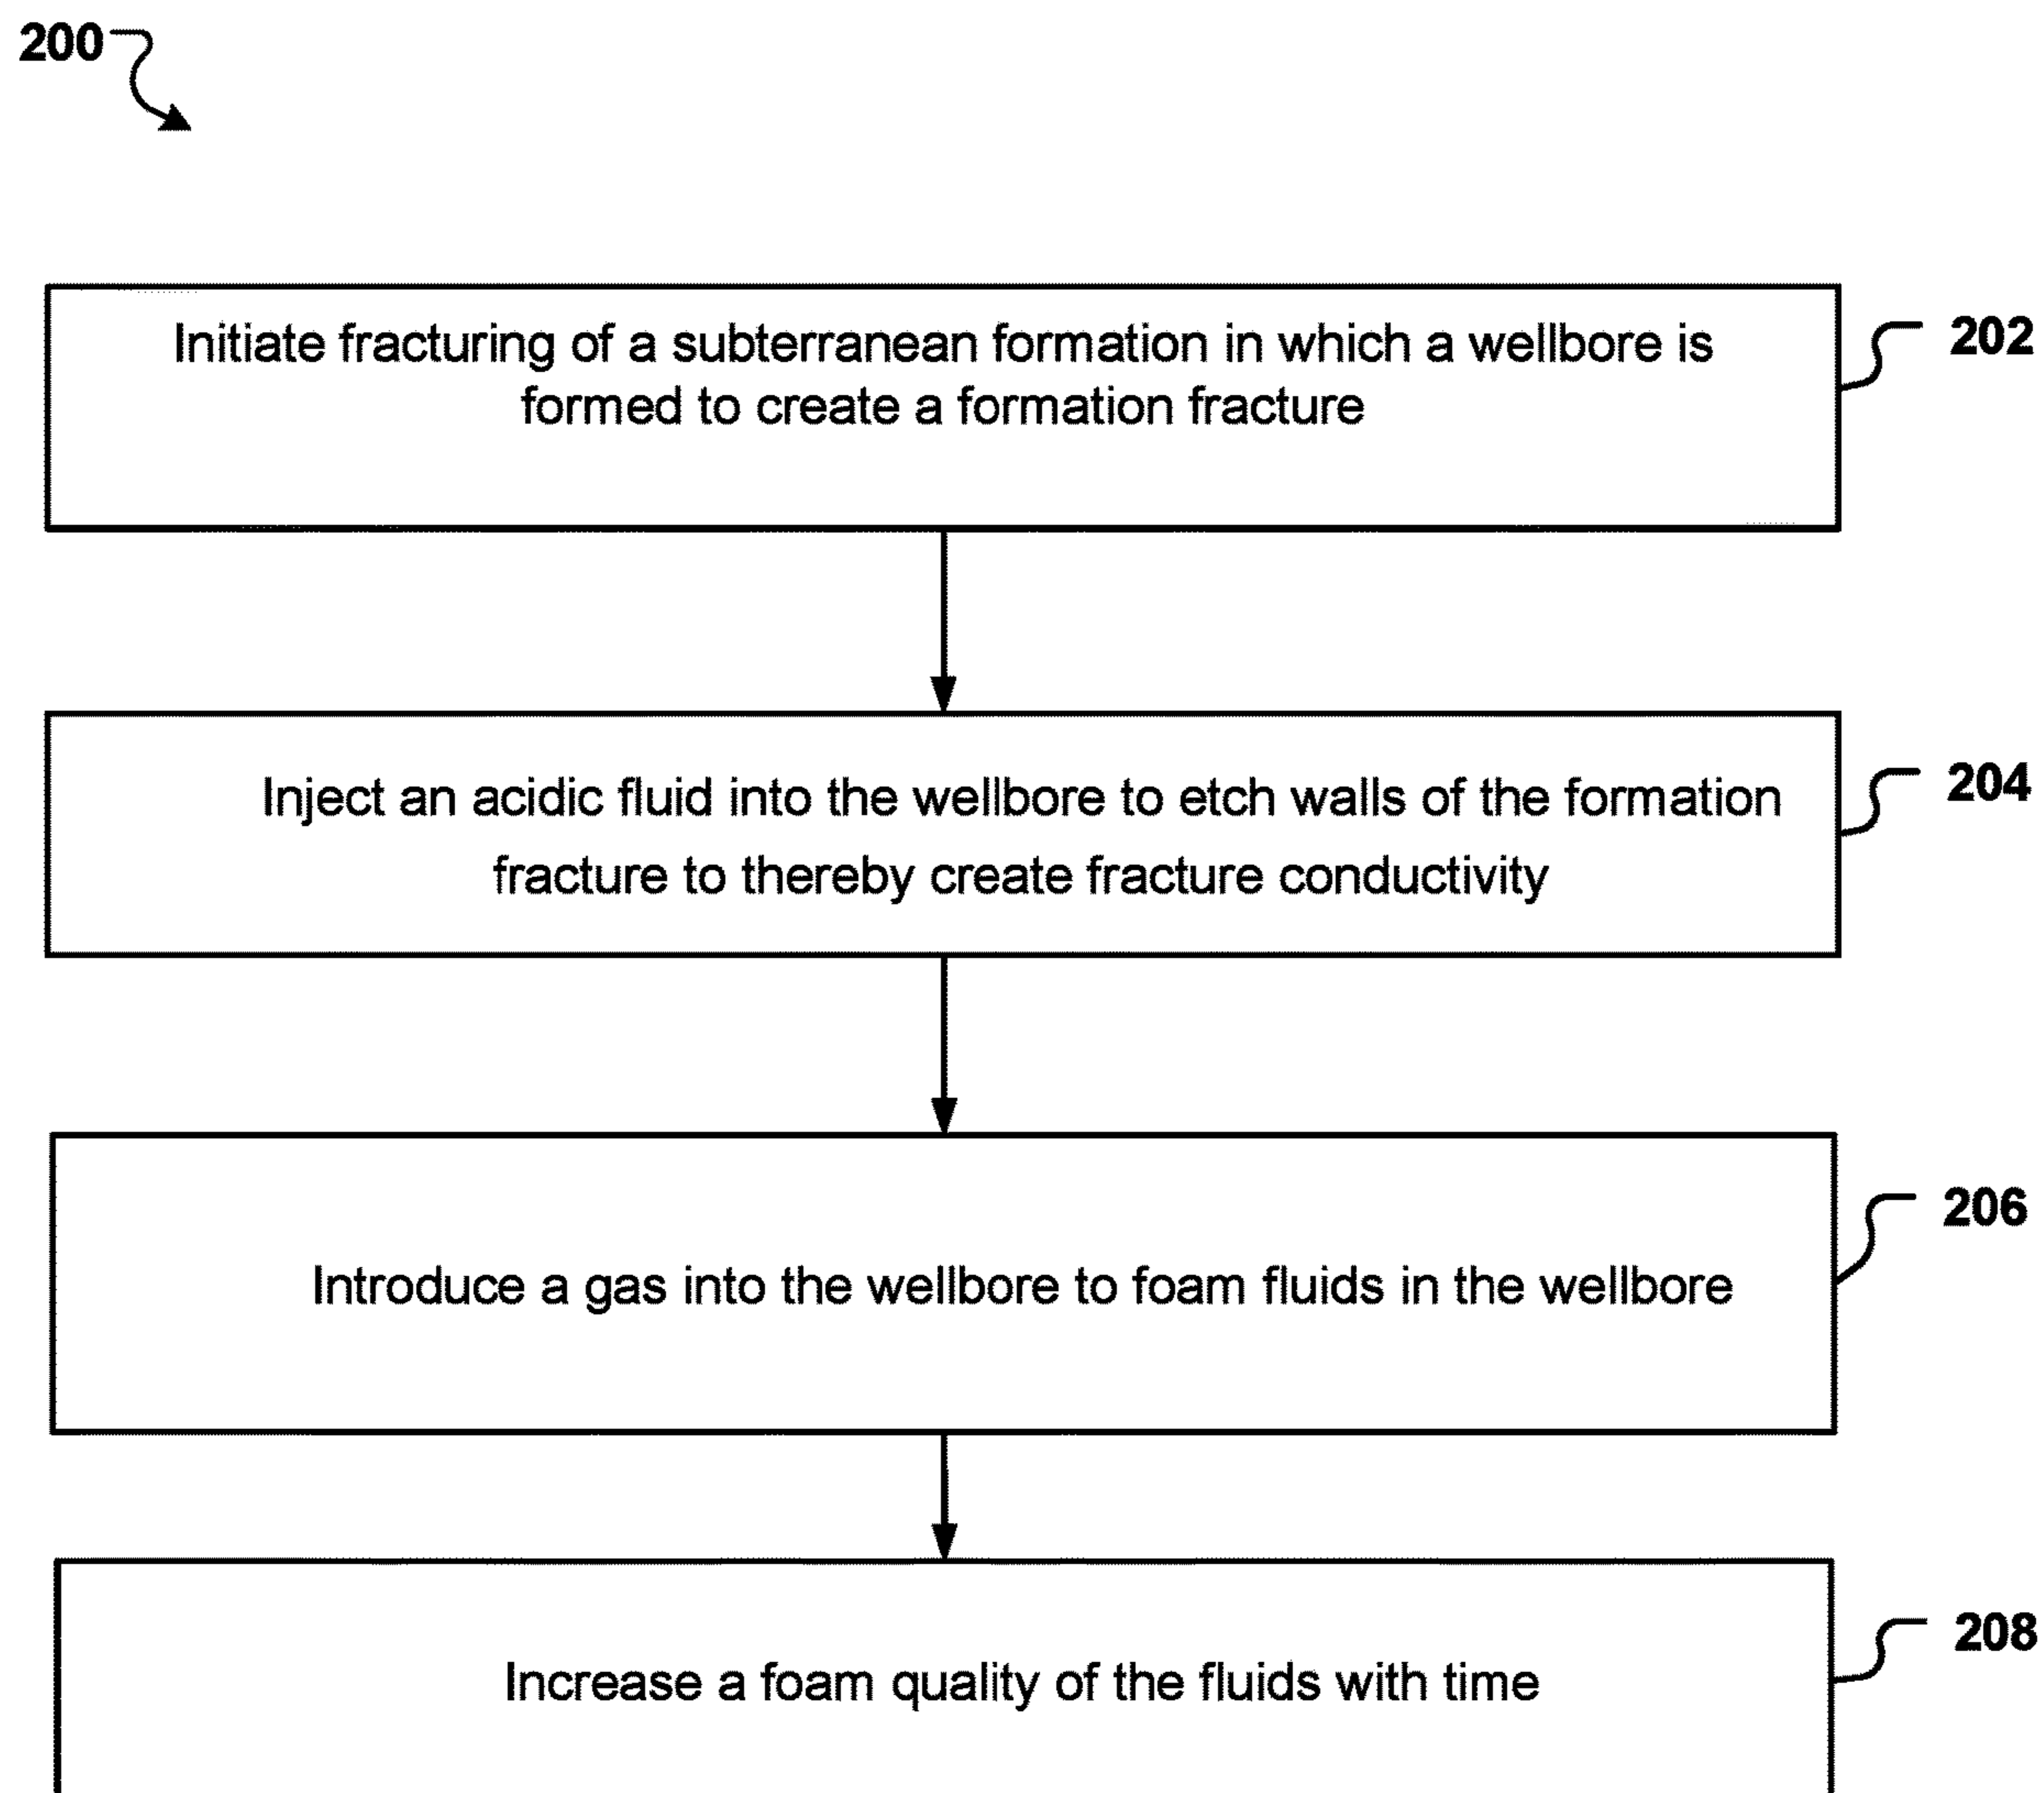 200
Initiate fracturing of a subterranean formation in which a wellbore is
formed to create a formation fracture
202
Inject an acidic fluid into the wellbore to etch walls of the formation
fracture to thereby create fracture conductivity
204
Introduce a gas into the wellbore to foam fluids in the wellbore
206
Increase a foam quality of the fluids with time
208